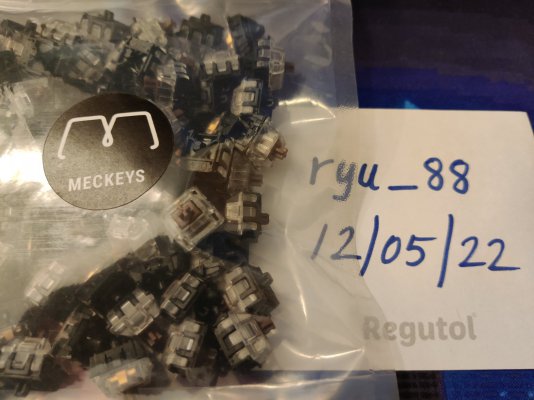 MECKEYS
ryu_88
12/05/22
Regutol